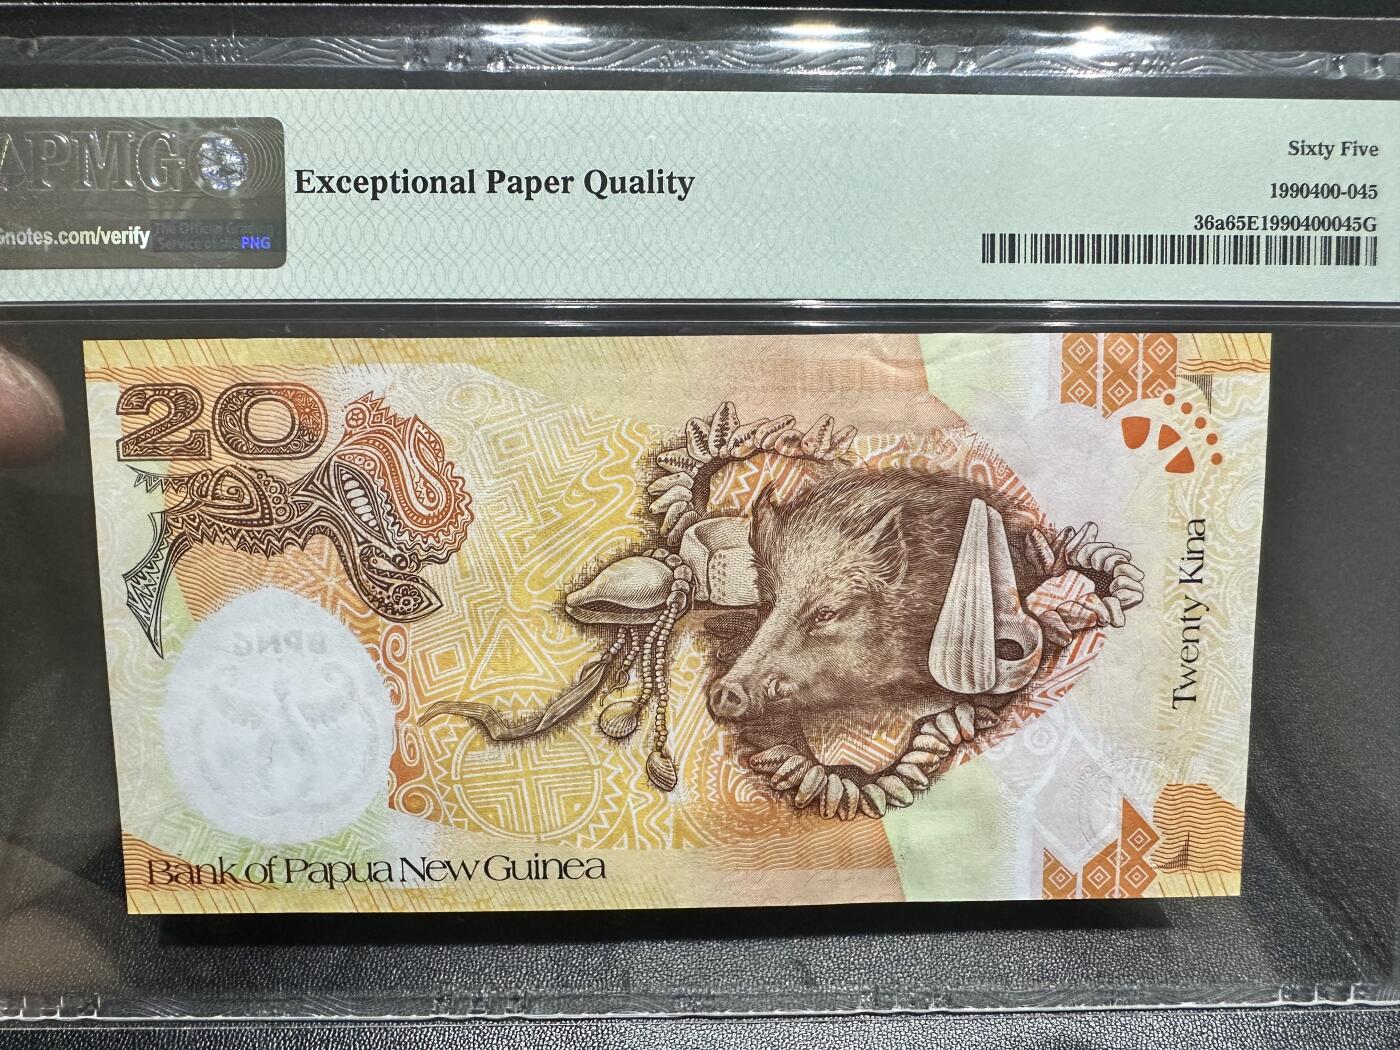 PMG
notes.com/verify
The Official Grading
Service of the PNG
Exceptional Paper Quality
Sixty Five
1990400-045
36a65E1990400045G
20
BPNG
Twenty Kina
Bank of Papua New Guinea